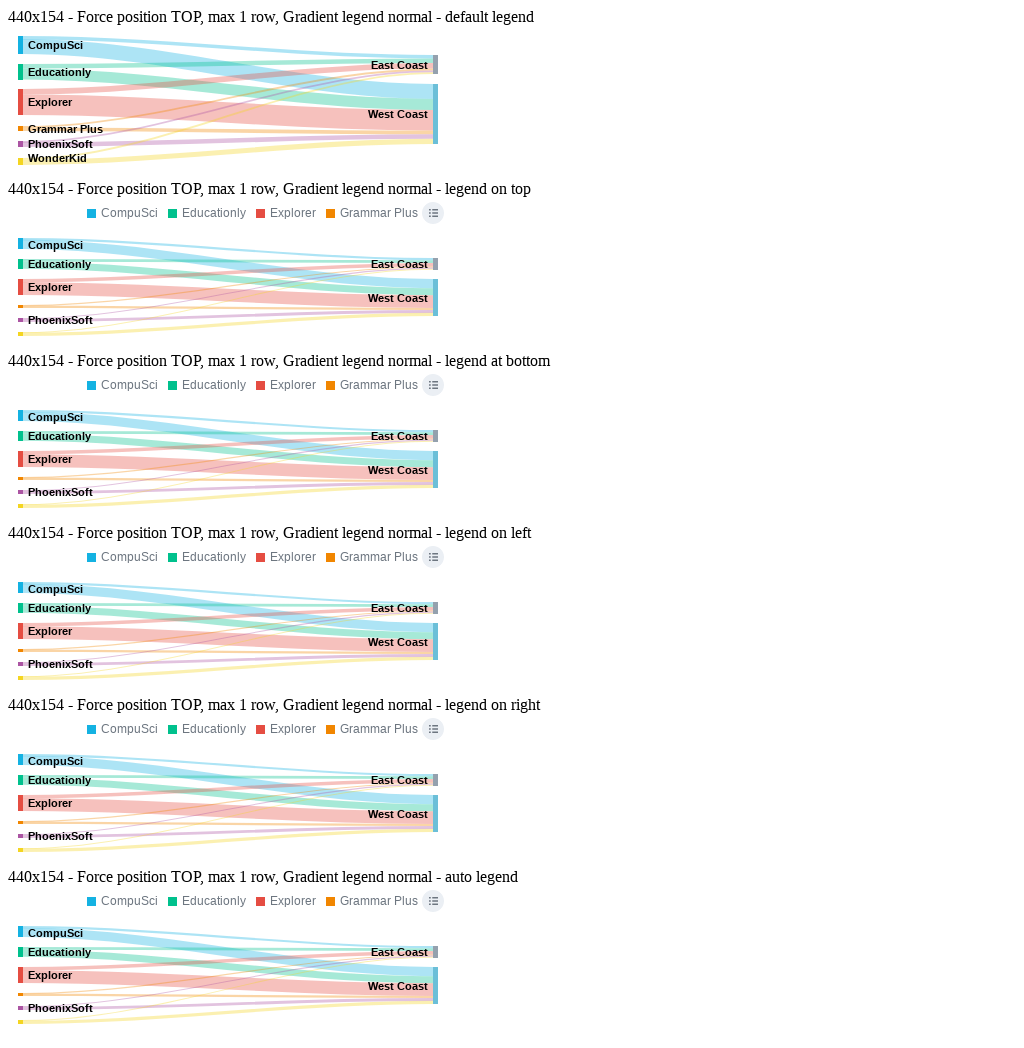 440x154 - Force position TOP, max 1 row, Gradient legend normal - default legend
CompuSci
East Coast
Educationly
Explorer
West Coast
Grammar Plus
PhoenixSoft
WonderKid
440x154 - Force position TOP, max 1 row, Gradient legend normal - legend on top
CompuSci Educationly Explorer Grammar Plus
CompuSci
Educationly East Coast
Explorer
West Coast
PhoenixSoft
440x154 - Force position TOP, max 1 row, Gradient legend normal - legend at bottom
CompuSci Educationly Explorer Grammar Plus
CompuSci
Educationly East Coast
Explorer
West Coast
PhoenixSoft
440x154 - Force position TOP, max 1 row, Gradient legend normal - legend on left
CompuSci Educationly Explorer Grammar Plus
CompuSci
Educationly East Coast
Explorer
West Coast
PhoenixSoft
440x154 - Force position TOP, max 1 row, Gradient legend normal - legend on right
CompuSci Educationly Explorer Grammar Plus
CompuSci
Educationly East Coast
Explorer
West Coast
PhoenixSoft
440x154 - Force position TOP, max 1 row, Gradient legend normal - auto legend
CompuSci Educationly Explorer Grammar Plus
CompuSci
Educationly East Coast
Explorer
West Coast
PhoenixSoft